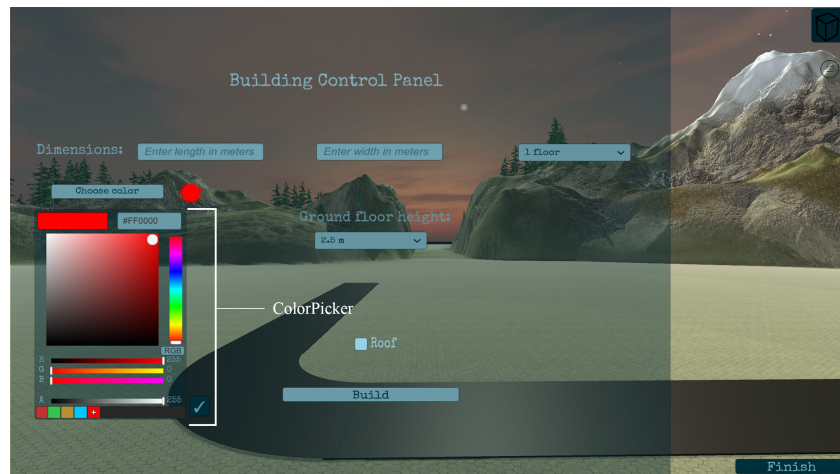 Building Control Panel
Dimensions: Enter length in meters Enter width in meters 1 floor
Choose color
#FF0000
Ground floor height:
2.5 m
ColorPicker
Roof
RGB
R 255
G 0
B 0
A 255
Build
Finish